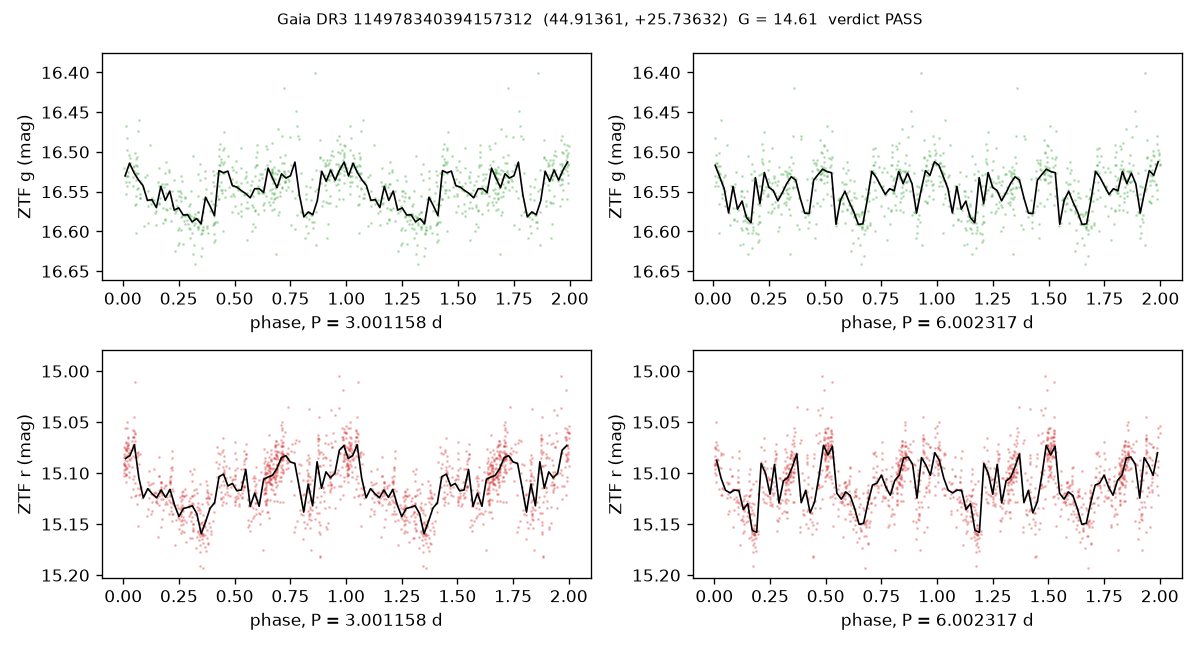 Gaia DR3 114978340394157312  (44.91361, +25.73632)  G = 14.61  verdict PASS
ZTF g (mag)
16.40
16.45
16.50
16.55
16.60
16.65
0.00 0.25 0.50 0.75 1.00 1.25 1.50 1.75 2.00
phase, P = 3.001158 d
ZTF g (mag)
16.40
16.45
16.50
16.55
16.60
16.65
0.00 0.25 0.50 0.75 1.00 1.25 1.50 1.75 2.00
phase, P = 6.002317 d
ZTF r (mag)
15.00
15.05
15.10
15.15
15.20
0.00 0.25 0.50 0.75 1.00 1.25 1.50 1.75 2.00
phase, P = 3.001158 d
ZTF r (mag)
15.00
15.05
15.10
15.15
15.20
0.00 0.25 0.50 0.75 1.00 1.25 1.50 1.75 2.00
phase, P = 6.002317 d